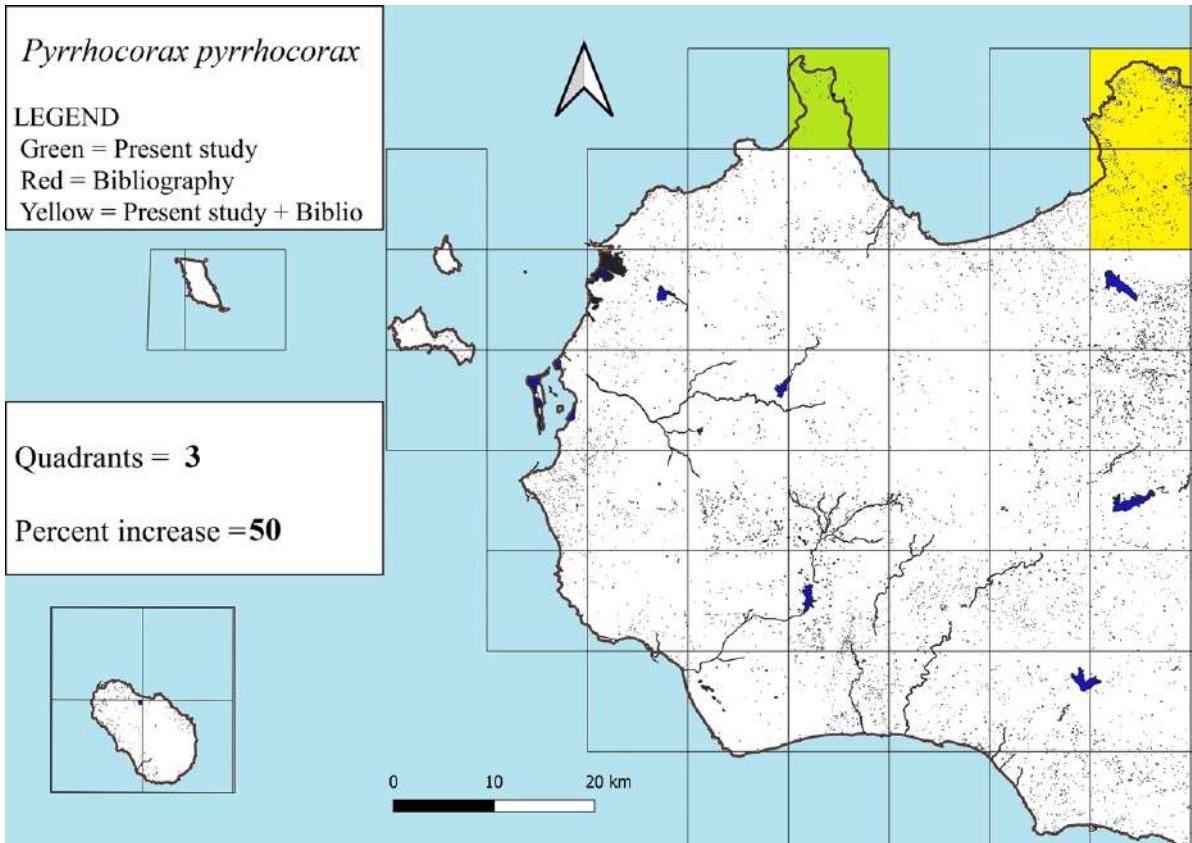 Pyrrhocorax pyrrhocorax
LEGEND
Green = Present study
Red = Bibliography
Yellow = Present study + Biblio
Quadrants = 3
Percent increase =50
0 10 20 km